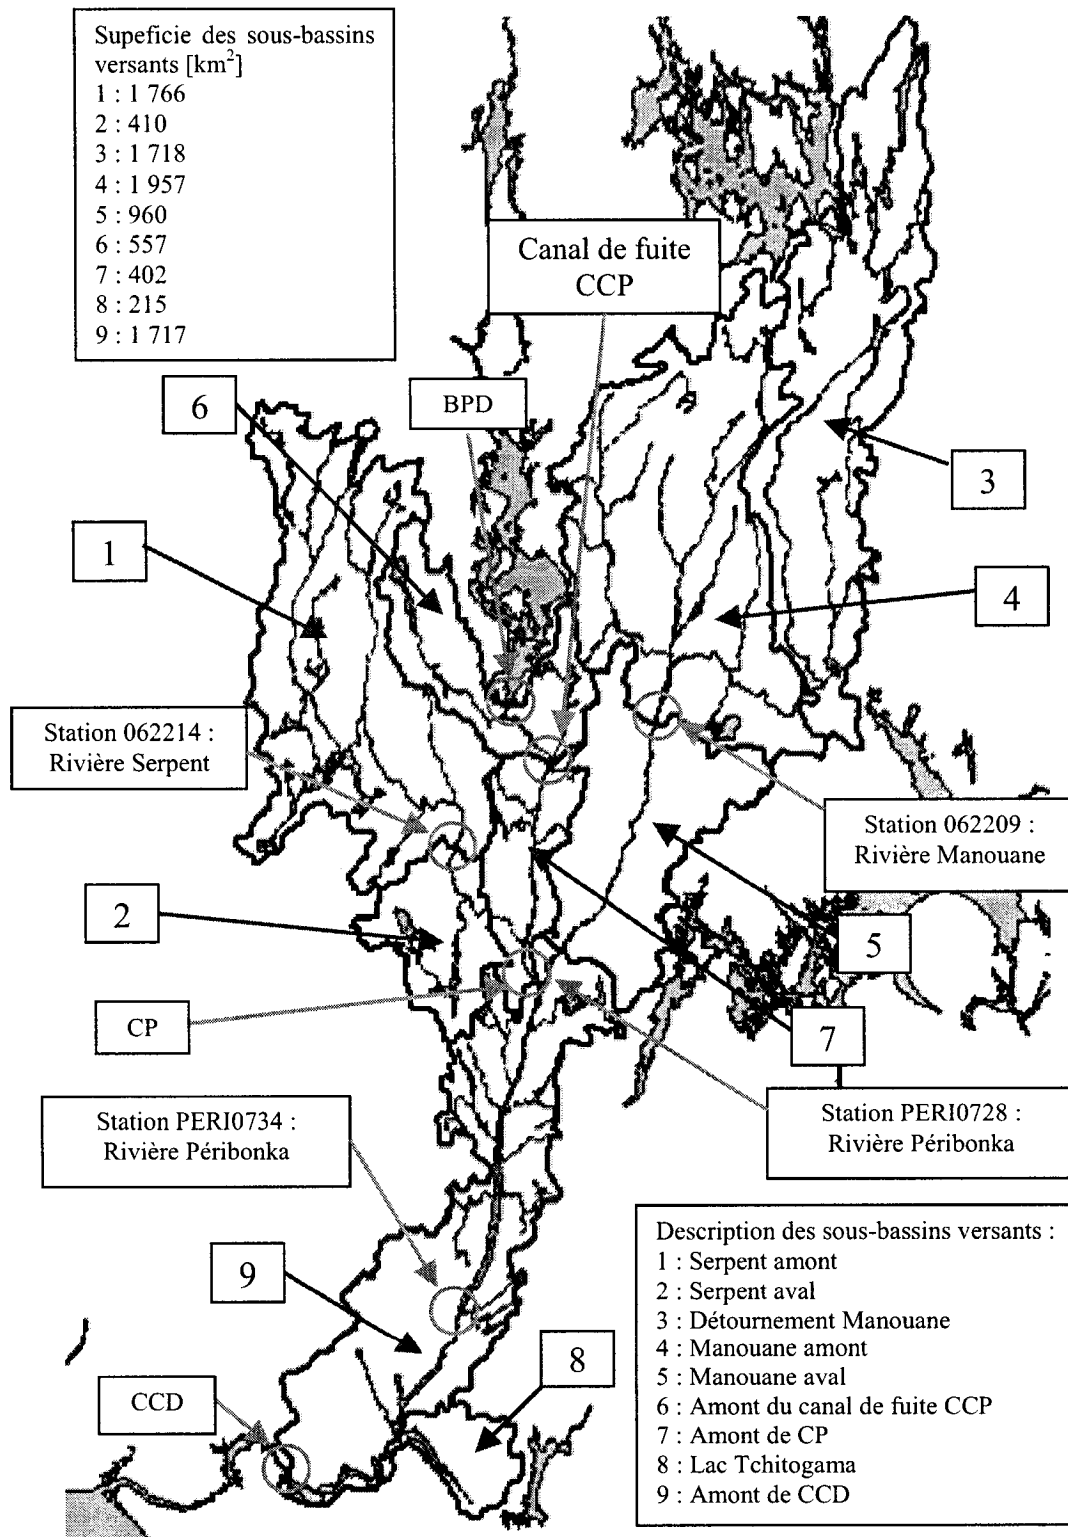 Supeficie des sous-bassins
versants [km²]
1 : 1 766
2 : 410
3 : 1 718
4 : 1 957
5 : 960
6 : 557
7 : 402
8 : 215
9 : 1 717
Canal de fuite
CCP
6
BPD
3
1
4
Station 062214 :
Rivière Serpent
Station 062209 :
Rivière Manouane
2
5
CP
7
Station PERI0734 :
Rivière Péribonka
Station PERI0728 :
Rivière Péribonka
9
8
CCD
Description des sous-bassins versants :
1 : Serpent amont
2 : Serpent aval
3 : Détournement Manouane
4 : Manouane amont
5 : Manouane aval
6 : Amont du canal de fuite CCP
7 : Amont de CP
8 : Lac Tchitogama
9 : Amont de CCD